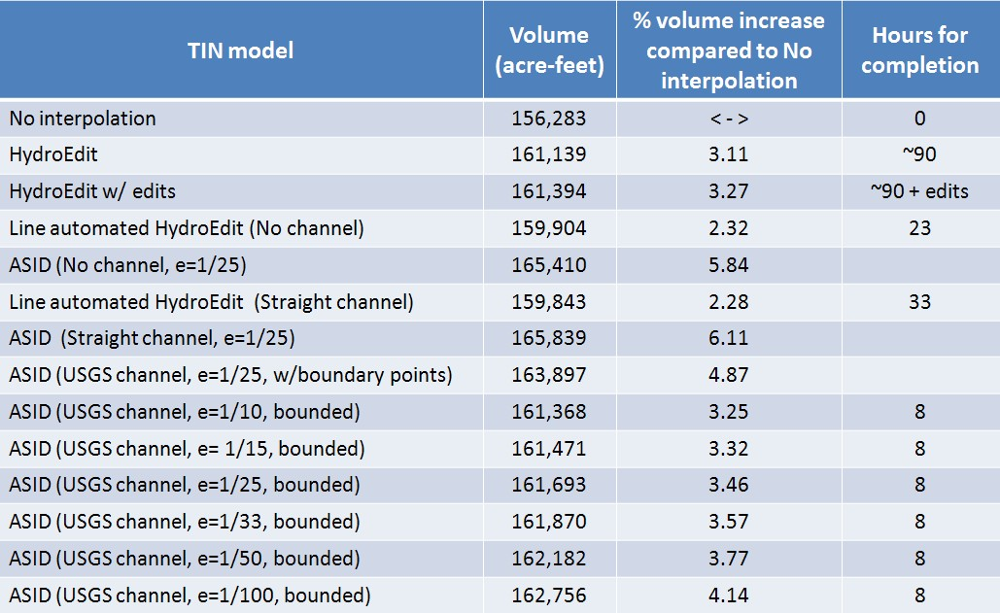 TIN model Volume (acre-feet) % volume increase compared to No interpolation Hours for completion
No interpolation 156,283 < - > 0
HydroEdit 161,139 3.11 ~90
HydroEdit w/ edits 161,394 3.27 ~90 + edits
Line automated HydroEdit (No channel) 159,904 2.32 23
ASID (No channel, e=1/25) 165,410 5.84
Line automated HydroEdit (Straight channel) 159,843 2.28 33
ASID (Straight channel, e=1/25) 165,839 6.11
ASID (USGS channel, e=1/25, w/boundary points) 163,897 4.87
ASID (USGS channel, e=1/10, bounded) 161,368 3.25 8
ASID (USGS channel, e= 1/15, bounded) 161,471 3.32 8
ASID (USGS channel, e=1/25, bounded) 161,693 3.46 8
ASID (USGS channel, e=1/33, bounded) 161,870 3.57 8
ASID (USGS channel, e=1/50, bounded) 162,182 3.77 8
ASID (USGS channel, e=1/100, bounded) 162,756 4.14 8